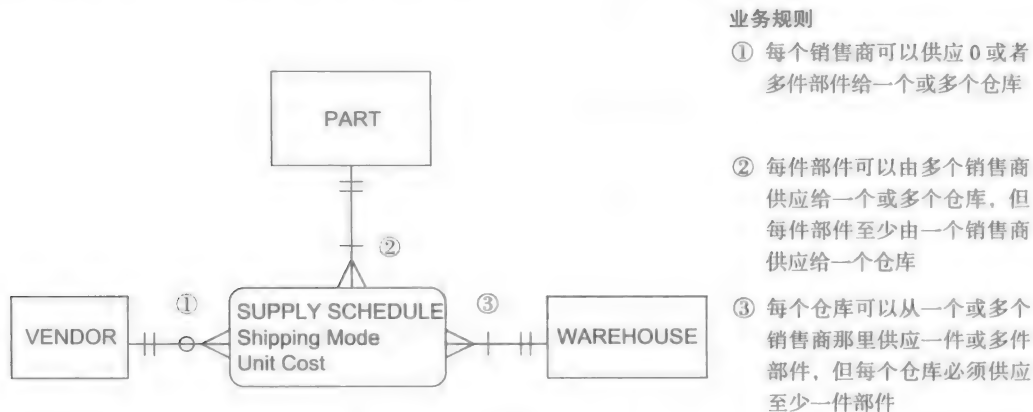 业务规则
① 每个销售商可以供应 0 或者
多件部件给一个或多个仓库
PART
② 每件部件可以由多个销售商
供应给一个或多个仓库，但
每件部件至少由一个销售商
供应给一个仓库
②
①
③
SUPPLY SCHEDULE
Shipping Mode
Unit Cost
VENDOR
WAREHOUSE
③ 每个仓库可以从一个或多个
销售商那里供应一件或多件
部件，但每个仓库必须供应
至少一件部件